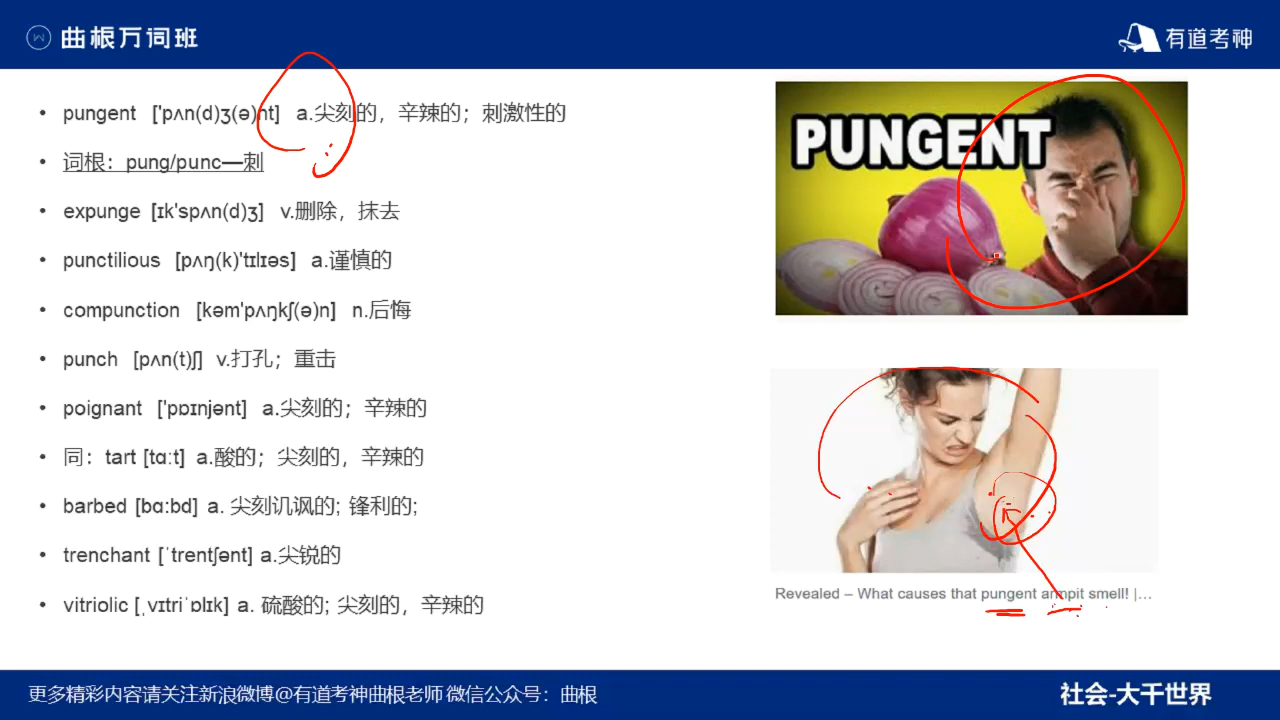 曲根万词班
有道考神
pungent ['pʌn(d)ʒ(ə)nt] a.尖刻的，辛辣的；刺激性的
词根：pung/punc—刺
expunge [ɪk'spʌn(d)ʒ] v.删除，抹去
punctilious [pʌŋ(k)'tɪlɪəs] a.谨慎的
compunction [kəm'pʌŋkʃ(ə)n] n.后悔
punch [pʌn(t)ʃ] v.打孔；重击
poignant ['pɒɪnjənt] a.尖刻的；辛辣的
同：tart [tɑːt] a.酸的；尖刻的，辛辣的
barbed [bɑːbd] a. 尖刻讥讽的; 锋利的;
trenchant [ˈtrentʃənt] a.尖锐的
vitriolic [ˌvɪtriˈɒlɪk] a. 硫酸的; 尖刻的，辛辣的
PUNGENT
Revealed – What causes that pungent armpit smell! |...
更多精彩内容请关注新浪微博@有道考神曲根老师 微信公众号：曲根
社会-大千世界